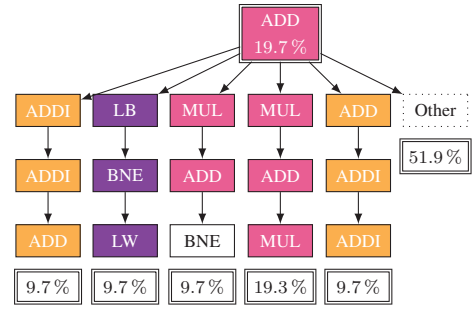 ADD
19.7 %
ADDI LB MUL MUL ADD Other
ADDI BNE ADD ADD ADDI 51.9 %
ADD LW BNE MUL ADDI
9.7 % 9.7 % 9.7 % 19.3 % 9.7 %